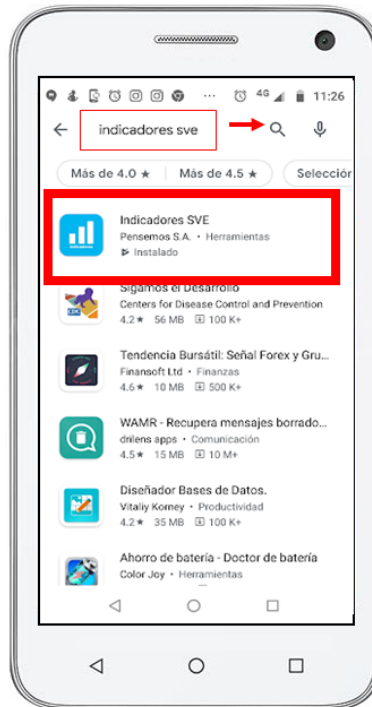 4G 11:26
indicadores sve
Más de 4.0 ★ Más de 4.5 ★ Selección
Indicadores SVE
Pensemos S.A. • Herramientas
Instalado
Sigamos el Desarrollo
CDC
Centers for Disease Control and Prevention
4.2★ 56 MB 100 K+
Tendencia Bursátil: Señal Forex y Gru...
Finansoft Ltd • Finanzas
4.6★ 10 MB 500 K+
WAMR - Recupera mensajes borrado...
drilens apps • Comunicación
4.5★ 15 MB 10 M+
Diseñador Bases de Datos.
Vitaliy Korney • Productividad
4.2★ 35 MB 100 K+
Ahorro de batería - Doctor de batería
Color Joy • Herramientas